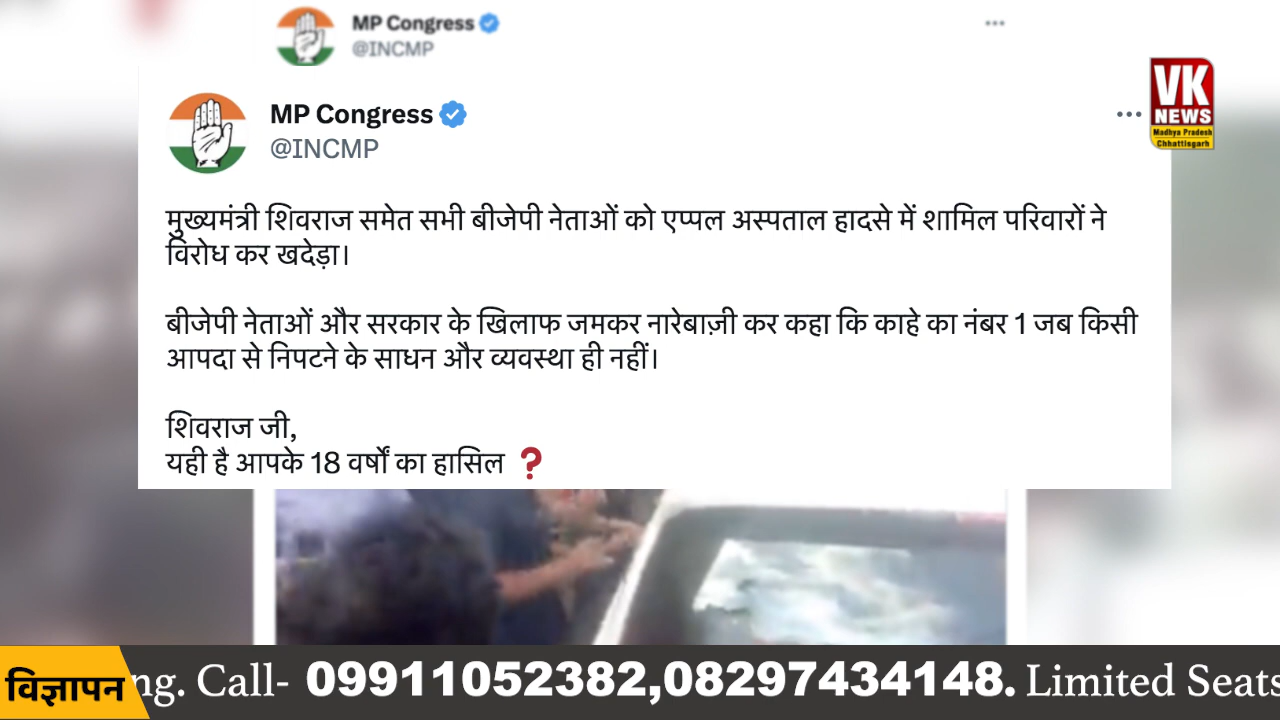 MP Congress
@INCMP
MP Congress
@INCMP
VK
NEWS
Madhya Pradesh
Chhattisgarh
मुख्यमंत्री शिवराज समेत सभी बीजेपी नेताओं को एप्पल अस्पताल हादसे में शामिल परिवारों ने
विरोध कर खदेड़ा।
बीजेपी नेताओं और सरकार के खिलाफ जमकर नारेबाज़ी कर कहा कि काहे का नंबर 1 जब किसी
आपदा से निपटने के साधन और व्यवस्था ही नहीं।
शिवराज जी,
यही है आपके 18 वर्षों का हासिल ❓
विज्ञापन
ng. Call- 09911052382,08297434148. Limited Seats